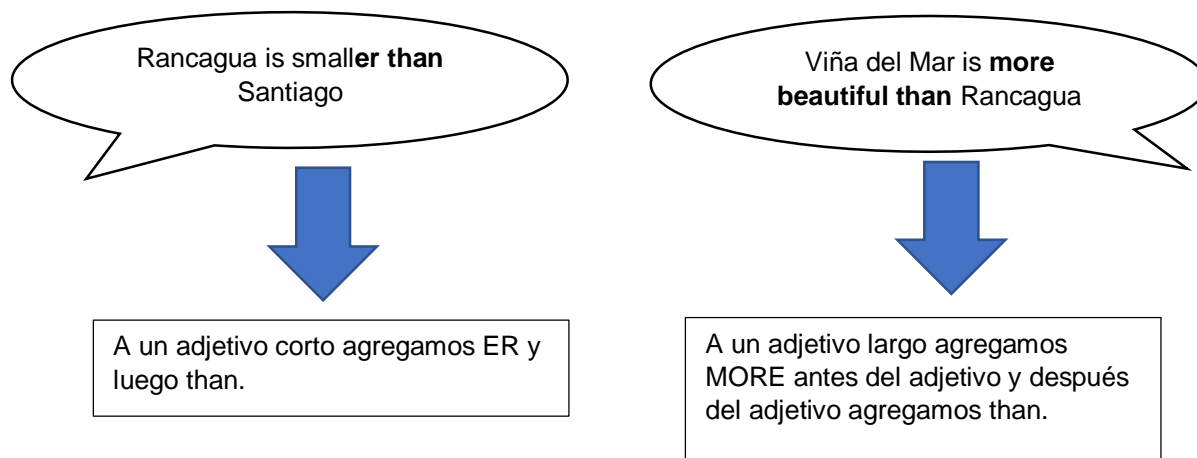 Rancagua is smaller than
Santiago
Viña del Mar is more
beautiful than Rancagua
A un adjetivo corto agregamos ER y
luego than.
A un adjetivo largo agregamos
MORE antes del adjetivo y después
del adjetivo agregamos than.